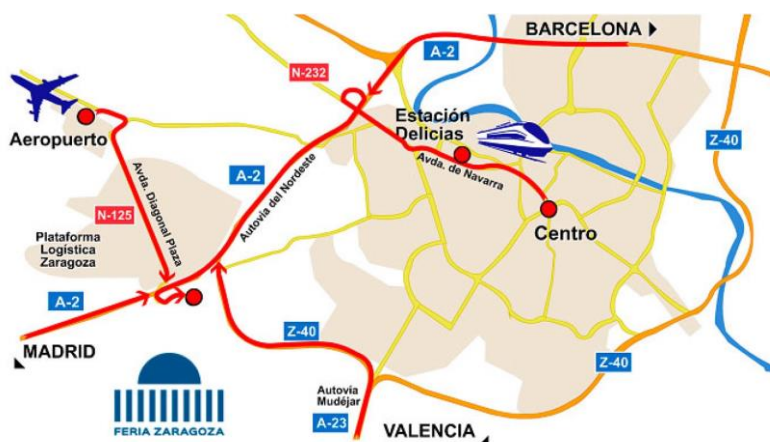 BARCELONA
A-2
N-232
Estación
Delicias
Z-40
Aeropuerto
A-2
Autovía del Nordeste
Avda. de Navarra
Avda. Diagonal Plaza
N-125
Centro
Plataforma
Logística
Zaragoza
A-2
MADRID
Z-40
Z-40
Autovía
Mudéjar
A-23
VALENCIA
FERIA ZARAGOZA